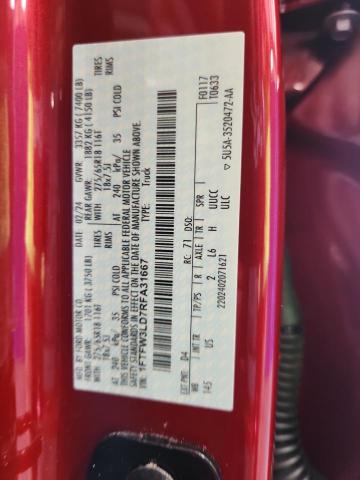 MFD. BY FORD MOTOR CO.
DATE: 02/24 GVWR: 3357 KG ( 7400 LB)
FRONT GAWR: 1701 KG ( 3750 LB) REAR GAWR: 1882 KG ( 4150 LB)
WITH 275/65R18 116T TIRES WITH 275/65R18 116T TIRES
18x7.5J RIMS 18x7.5J RIMS
AT 240 kPa/ 35 PSI COLD AT 240 kPa/ 35 PSI COLD
THIS VEHICLE CONFORMS TO ALL APPLICABLE FEDERAL MOTOR VEHICLE
SAFETY STANDARDS IN EFFECT ON THE DATE OF MANUFACTURE SHOWN ABOVE.
VIN: 1FTFW3LD7RFA31667
TYPE: Truck
F0117
T0633
EXT PNT: D4 RC: 71 DSO:
WB INT TR TP/PS R AXLE TR SPR
145 US 2 L6 H UUCC
2202402071621 ULC
▽ 5U5A-3520472-AA